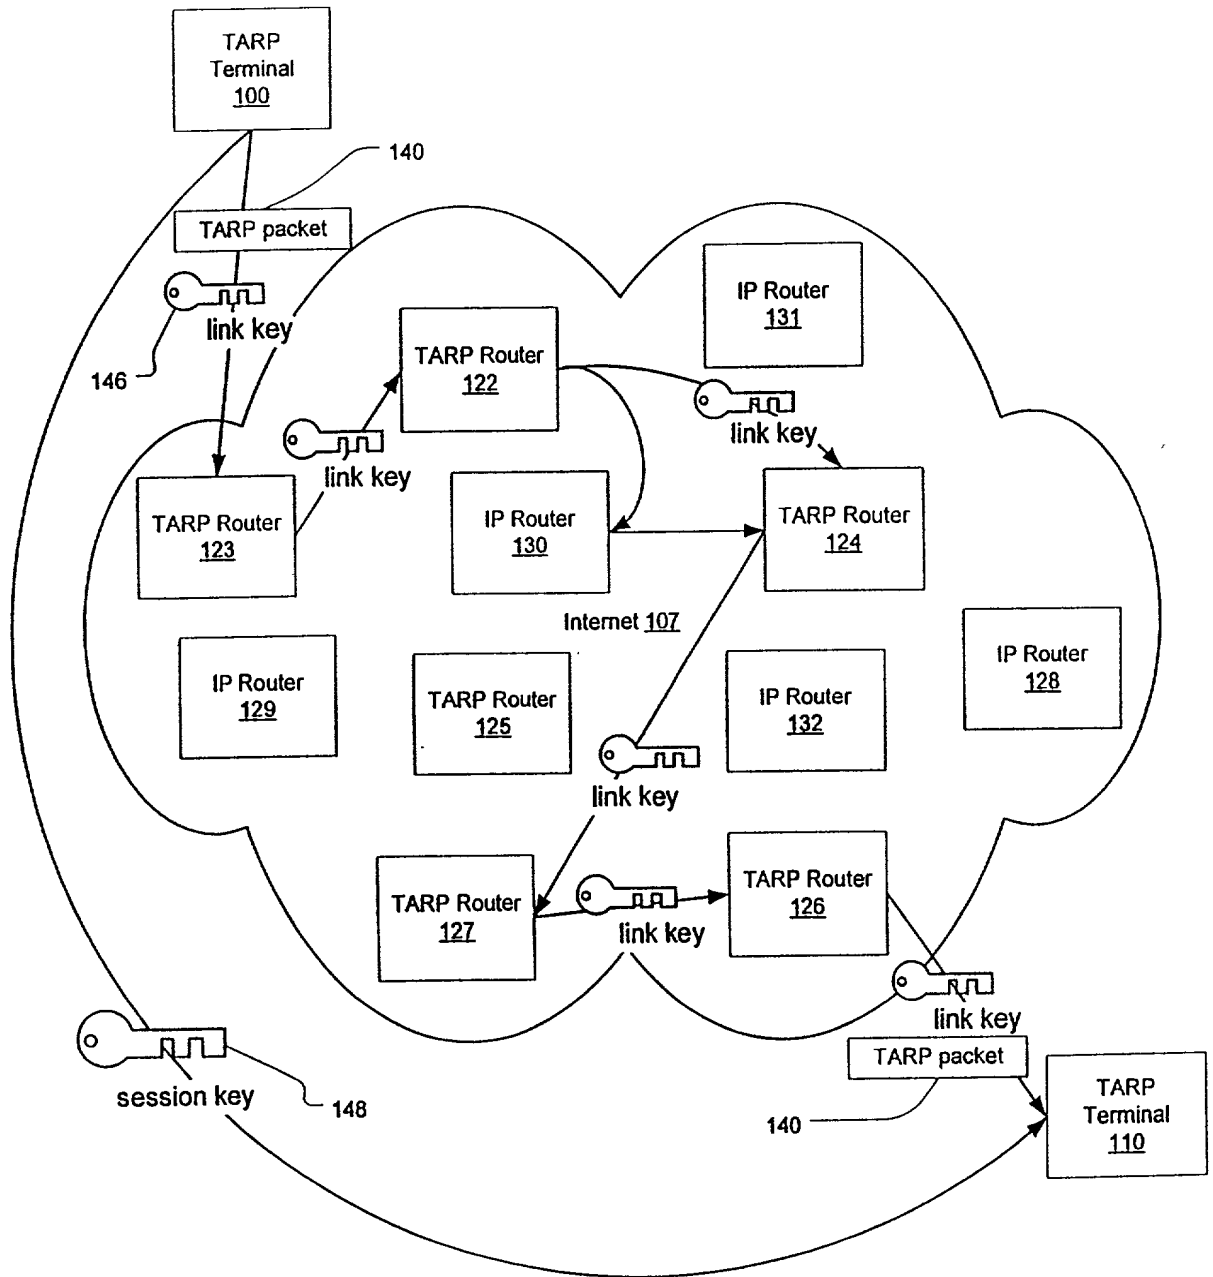 TARP
Terminal
100
140
TARP packet
link key
146
IP Router
131
TARP Router
122
link key
link key
TARP Router
123
IP Router
130
TARP Router
124
Internet 107
IP Router
129
TARP Router
125
IP Router
132
IP Router
128
link key
TARP Router
127
link key
TARP Router
126
link key
TARP packet
140
session key
148
TARP
Terminal
110